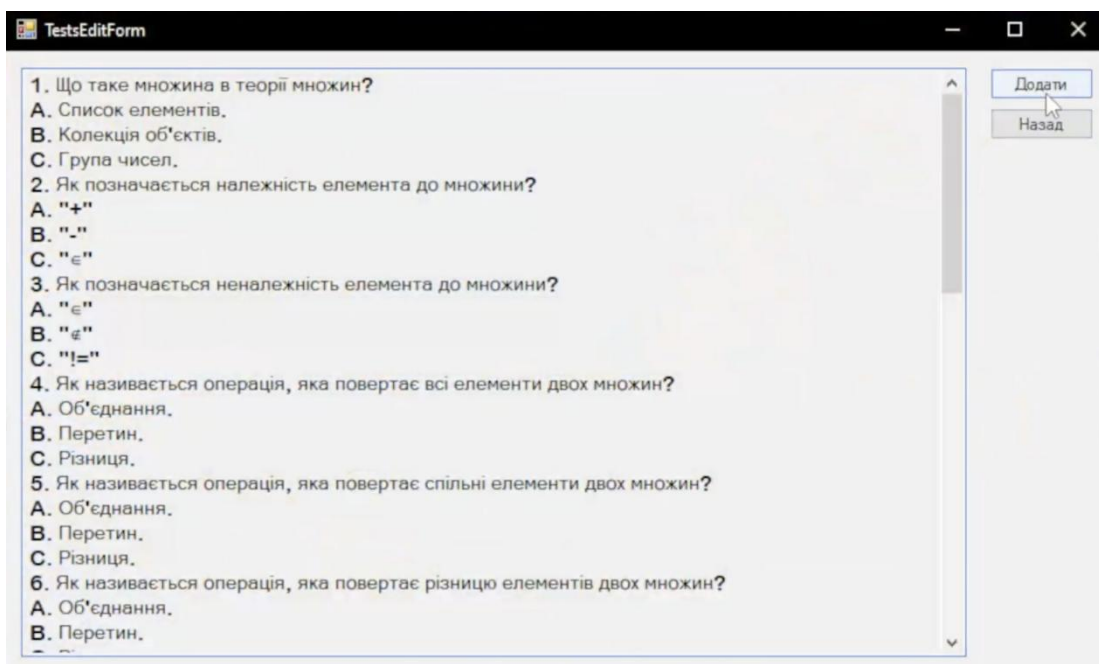 TestsEditForm
1. Що таке множина в теорії множин?
A. Список елементів.
B. Колекція об'єктів.
C. Група чисел.
2. Як позначається належність елемента до множини?
A. "+"
B. "-"
C. "∈"
3. Як позначається неналежність елемента до множини?
A. "∈"
B. "∉"
C. "!="
4. Як називається операція, яка повертає всі елементи двох множин?
A. Об'єднання.
B. Перетин.
C. Різниця.
5. Як називається операція, яка повертає спільні елементи двох множин?
A. Об'єднання.
B. Перетин.
C. Різниця.
6. Як називається операція, яка повертає різницю елементів двох множин?
A. Об'єднання.
B. Перетин.
Додати
Назад